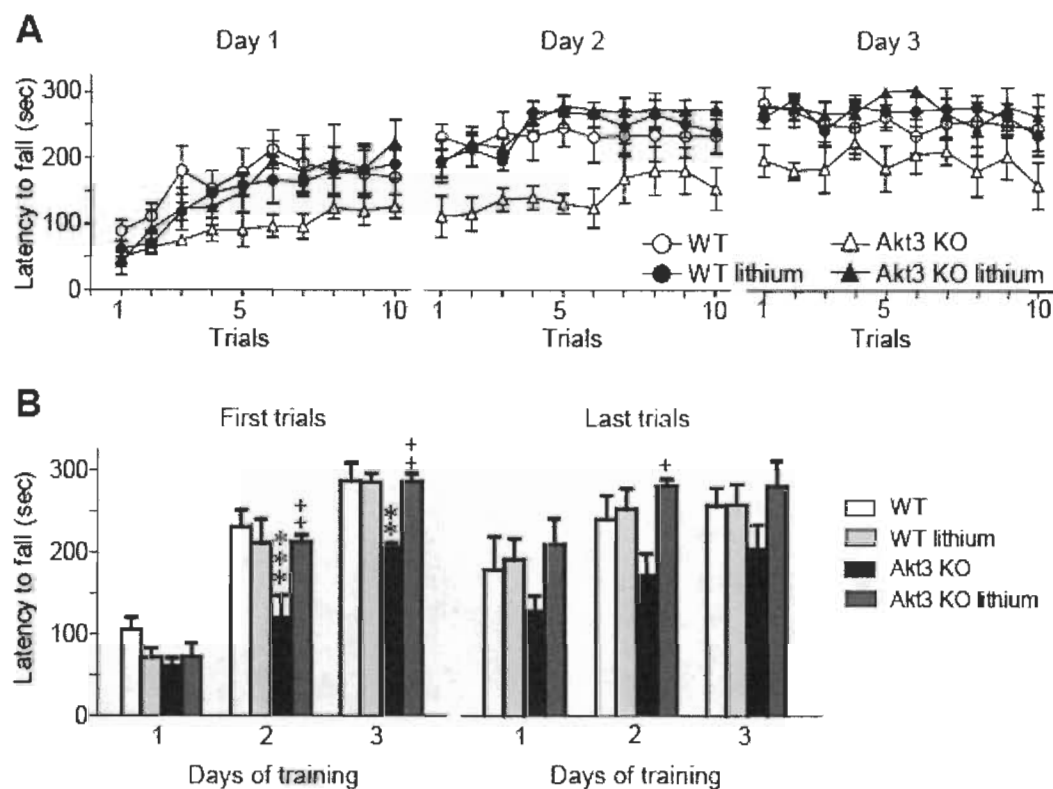 A
Day 1
Day 2
Day 3
Latency to fall (sec)
300
200
100
0
WT
Akt3 KO
WT lithium
Akt3 KO lithium
1
5
10
1
5
10
1
5
10
Trials
Trials
Trials
B
First trials
Last trials
Latency to fall (sec)
300
200
100
0
***
++
**
++
+
WT
WT lithium
Akt3 KO
Akt3 KO lithium
1
2
3
1
2
3
Days of training
Days of training